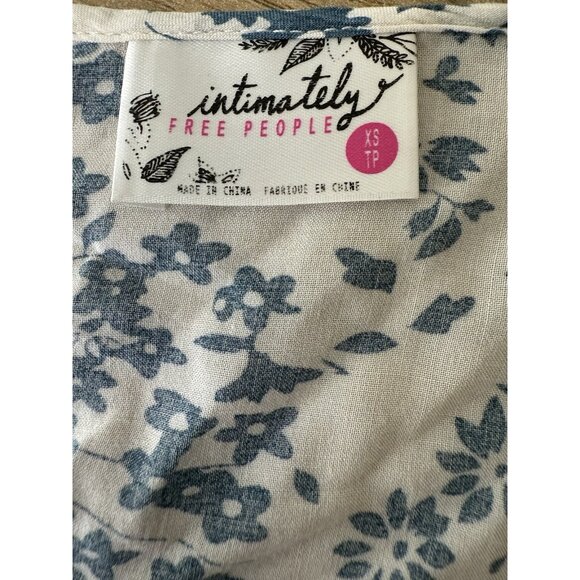 intimately
FREE PEOPLE
XS
TP
MADE IN CHINA FABRIQUE EN CHINE